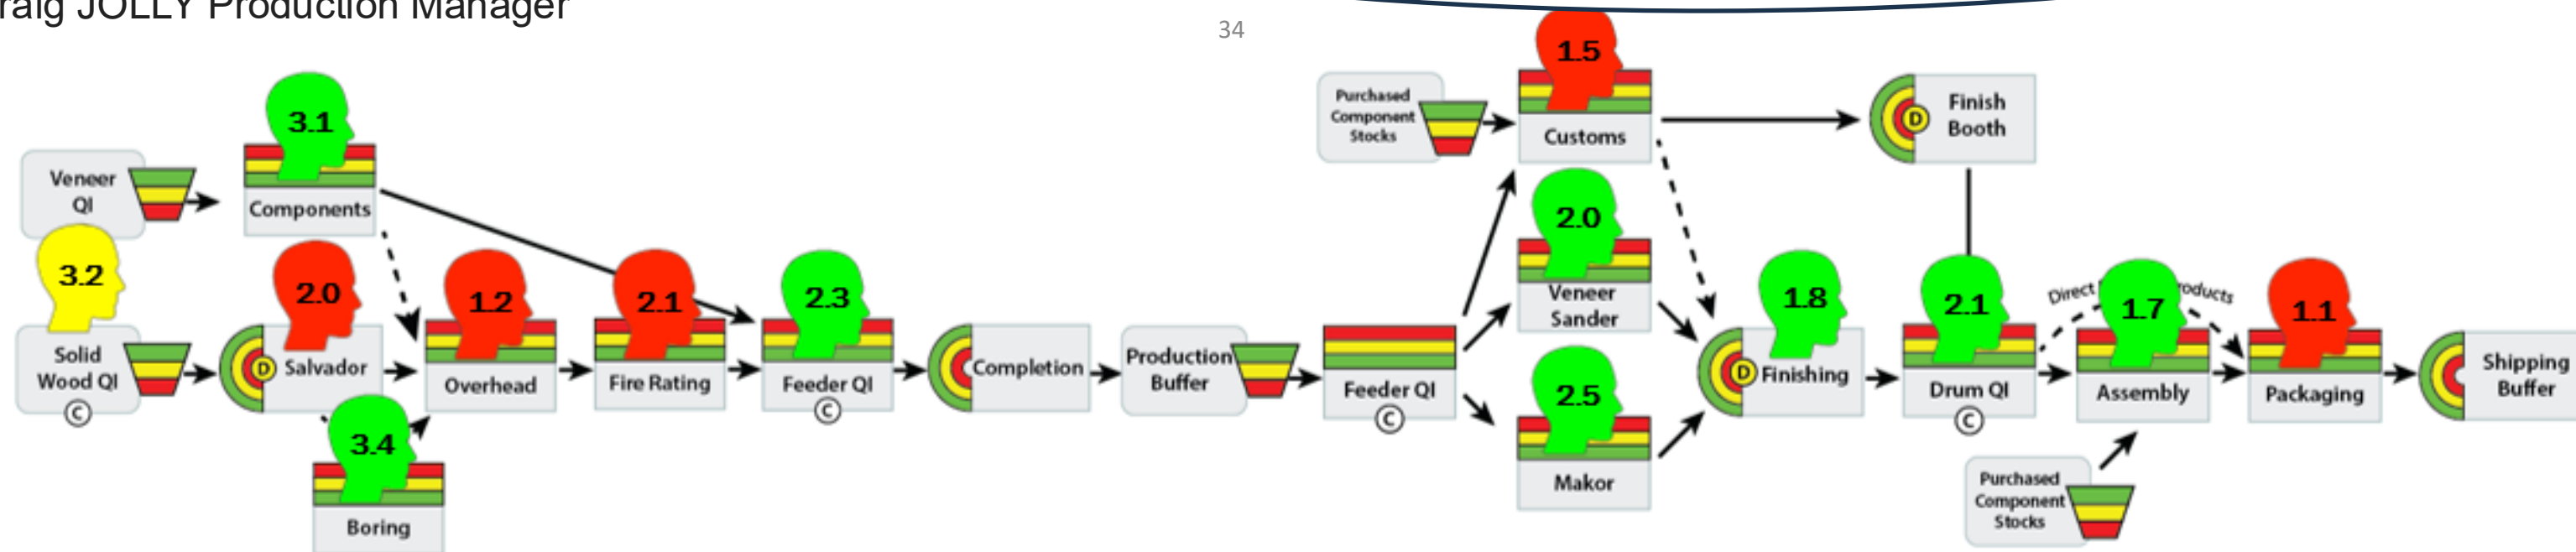 raig JOLLY Production Manager
34
3.1
Veneer
QI
Components
3.2
Solid
Wood QI
C
2.0
D
Salvador
3.4
Boring
1.2
Overhead
2.1
Fire Rating
2.3
Feeder QI
C
Completion
Production
Buffer
Feeder QI
C
Purchased
Component
Stocks
1.5
Customs
D
Finish
Booth
2.0
Veneer
Sander
2.5
Makor
1.8
D
Finishing
2.1
Drum QI
C
Direct
roducts
1.7
Assembly
Purchased
Component
Stocks
1.1
Packaging
Shipping
Buffer